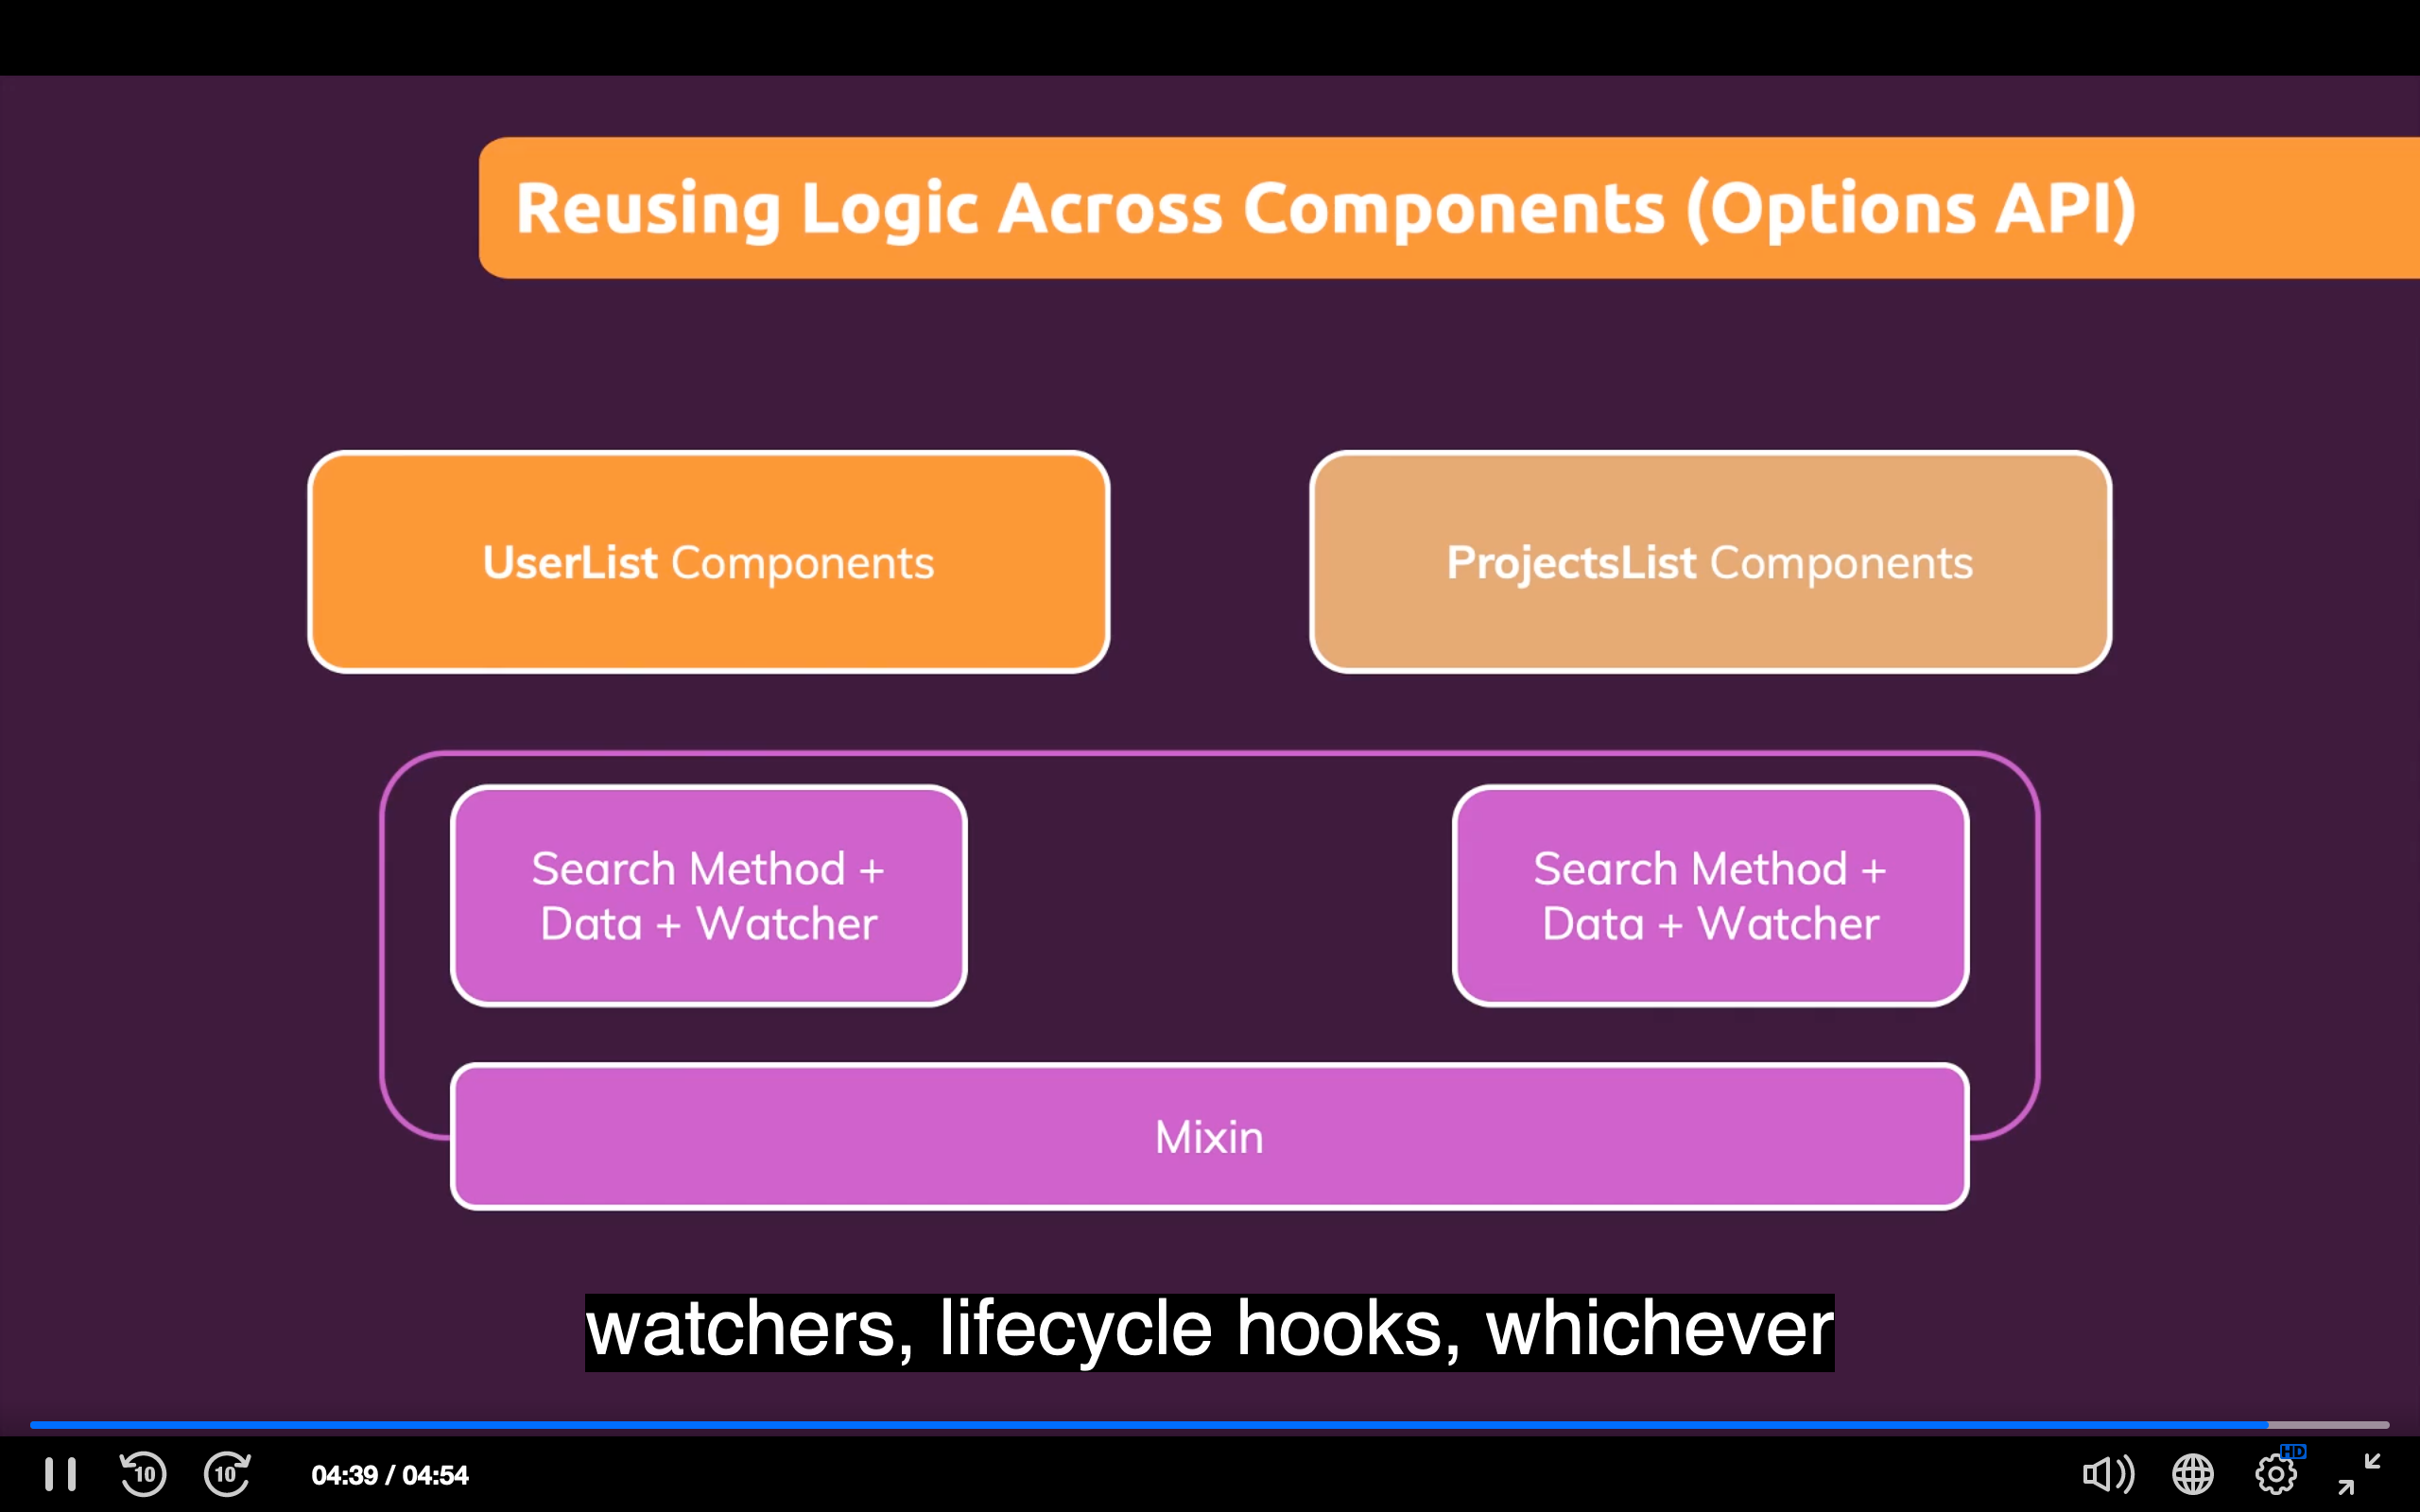 Reusing Logic Across Components (Options API)
UserList Components
ProjectsList Components
Search Method +
Data + Watcher
Search Method +
Data + Watcher
Mixin
watchers, lifecycle hooks, whichever
10
10
04:39 / 04:54
HD